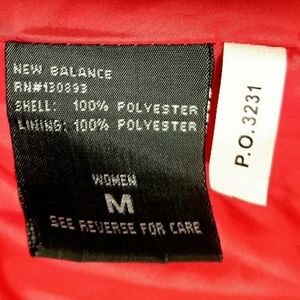 NEW BALANCE
RN#130893
SHELL: 100% POLYESTER
LINING: 100% POLYESTER
WOMEN
M
SEE REVERSE FOR CARE
P.O.3231